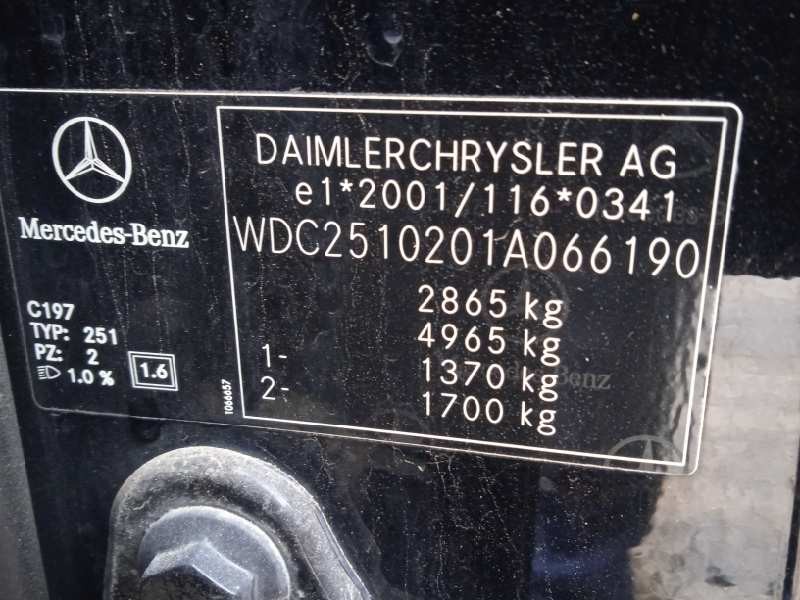 Mercedes-Benz
C197
TYP: 251
PZ: 2
1.0 %
1.6
T066657
DAIMLERCHRYSLER AG
e1*2001/116*0341
WDC2510201A066190
2865 kg
4965 kg
1- 1370 kg
2- 1700 kg